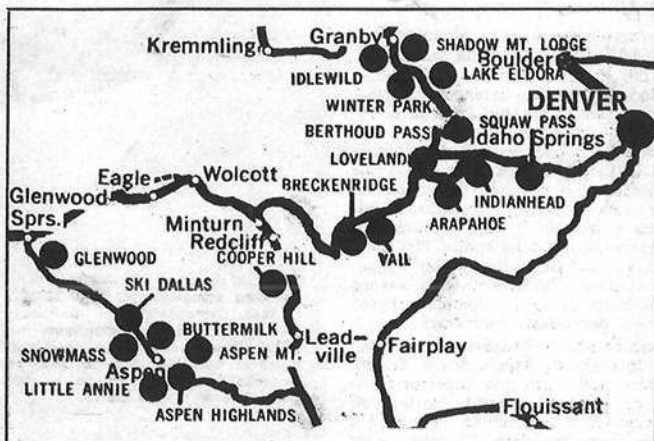 Kremmling
Granby
SHADOW MT. LODGE
Boulder
IDLEWILD
LAKE ELDORA
WINTER PARK
DENVER
BERTHOUD PASS
SQUAW PASS
Idaho Springs
LOVELAND
Eagle
Wolcott
BRECKENRIDGE
INDIANHEAD
Glenwood
Sprs.
ARAPAHOE
Minturn
Redcliff
VAIL
GLENWOOD
COOPER HILL
SKI DALLAS
BUTTERMILK
Lead-
ville
Fairplay
SNOWMASS
ASPEN MT.
Aspen
LITTLE ANNIE
ASPEN HIGHLANDS
Flouissant